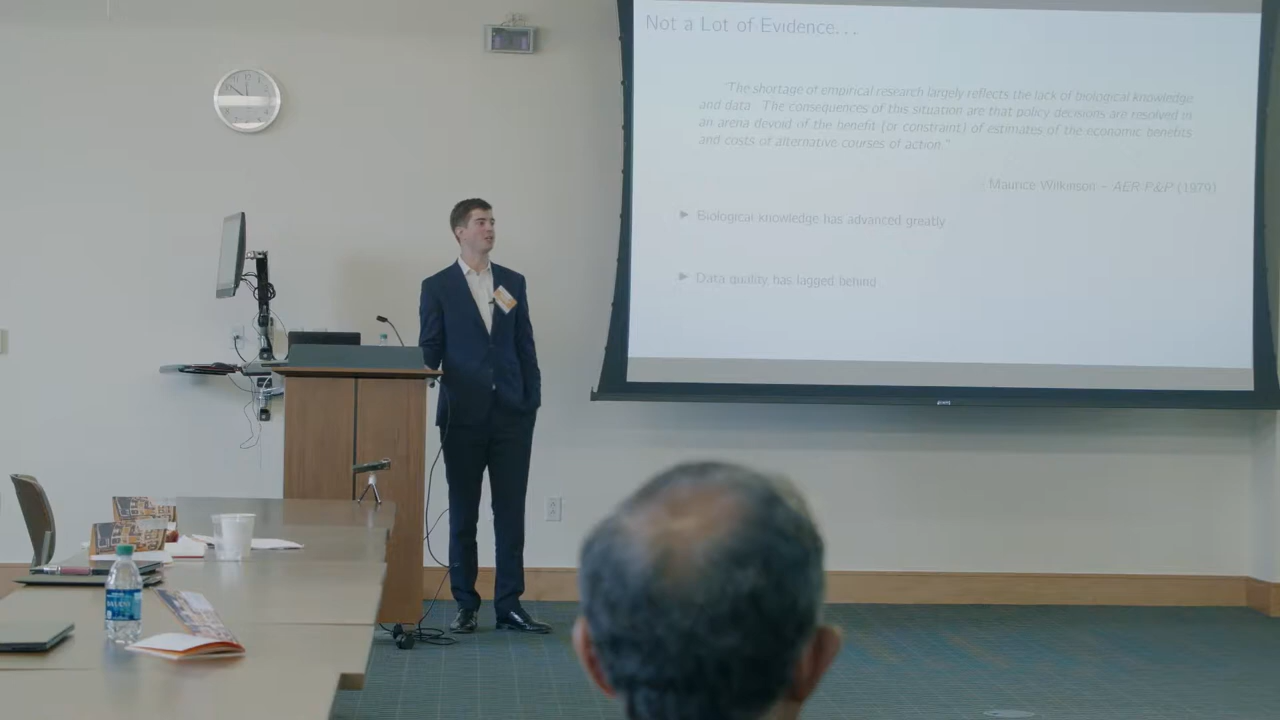 Not a Lot of Evidence...
"The shortage of empirical research largely reflects the lack of biological knowledge
and data. The consequences of this situation are that policy decisions are resolved in
an arena devoid of the benefit (or constraint) of estimates of the economic benefits
and costs of alternative courses of action."
Maurice Wilkinson – AER P&P (1979)
► Biological knowledge has advanced greatly
► Data quality has lagged behind